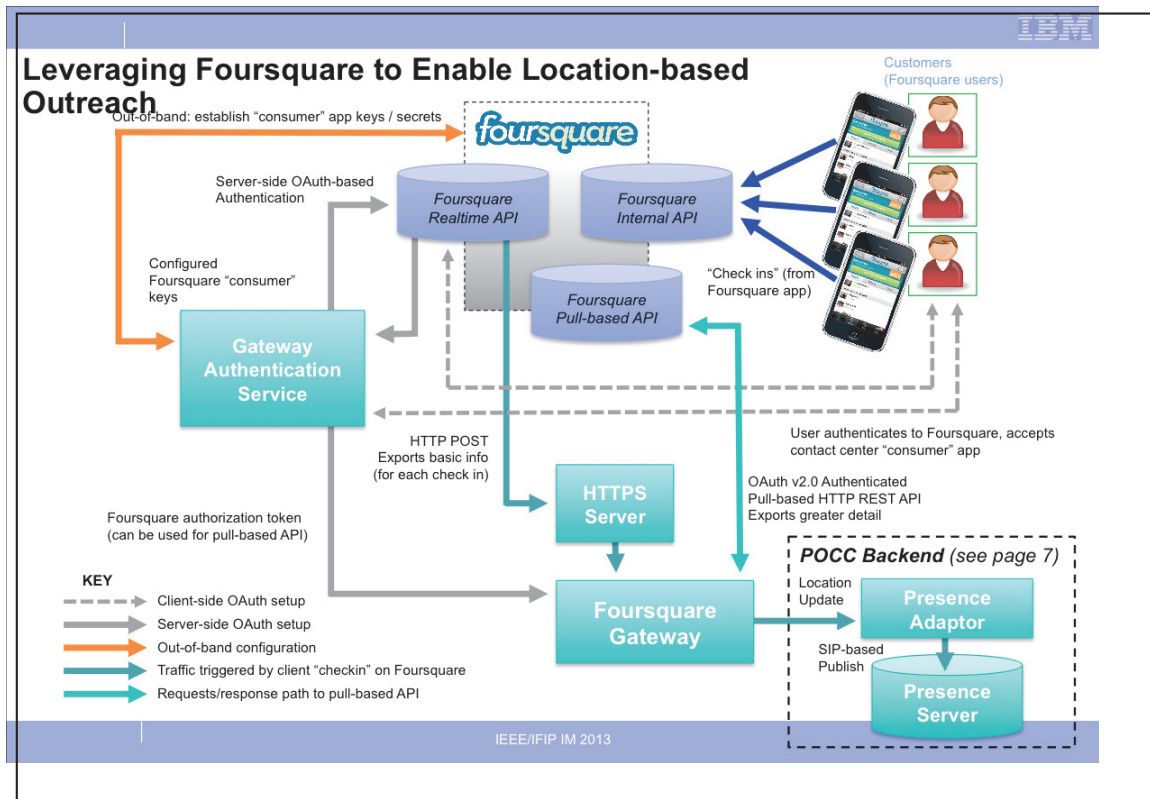 IBM
Leveraging Foursquare to Enable Location-based
Outreach
Customers
(Foursquare users)
Out-of-band: establish “consumer” app keys / secrets
foursquare
Server-side OAuth-based
Authentication
Foursquare
Realtime API
Foursquare
Internal API
Configured
Foursquare “consumer”
keys
“Check ins” (from
Foursquare app)
Foursquare
Pull-based API
Gateway
Authentication
Service
HTTP POST
Exports basic info
(for each check in)
User authenticates to Foursquare, accepts
contact center “consumer” app
HTTPS
Server
OAuth v2.0 Authenticated
Pull-based HTTP REST API
Exports greater detail
Foursquare authorization token
(can be used for pull-based API)
POCC Backend (see page 7)
Location
Update
Presence
Adaptor
Foursquare
Gateway
SIP-based
Publish
Presence
Server
KEY
Client-side OAuth setup
Server-side OAuth setup
Out-of-band configuration
Traffic triggered by client “checkin” on Foursquare
Requests/response path to pull-based API
IEEE/IFIP IM 2013